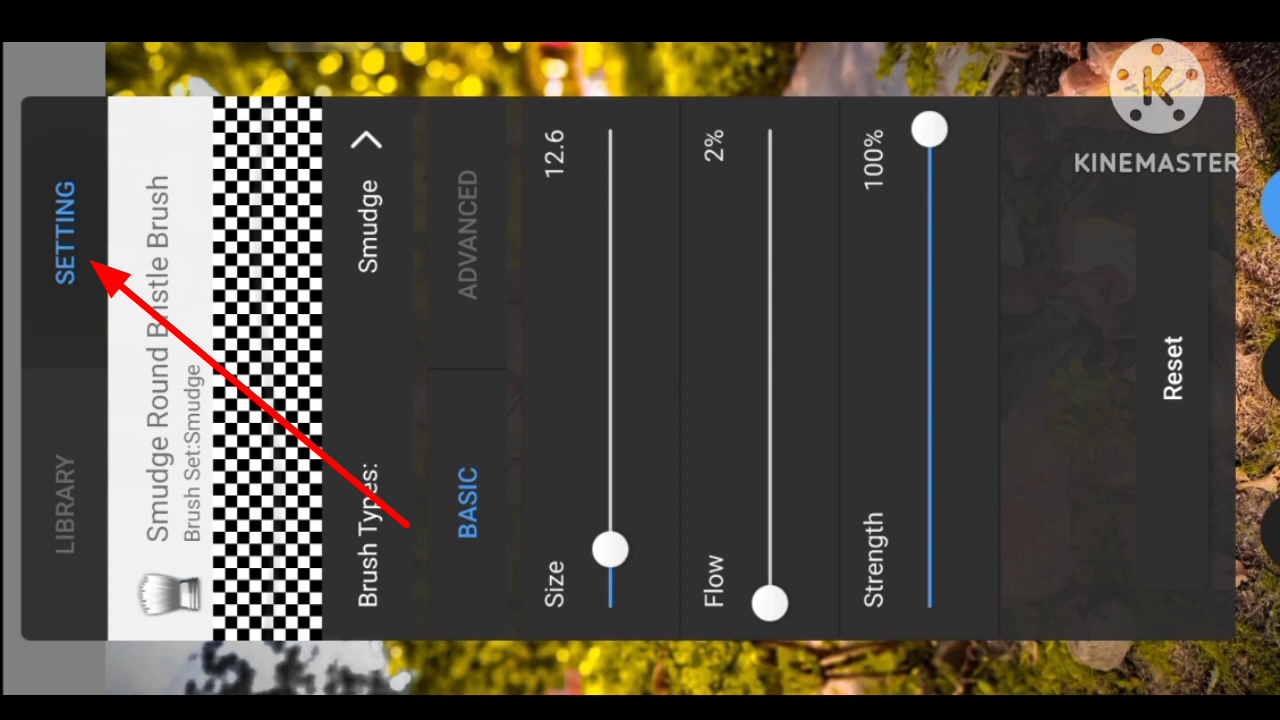 LIBRARY SETTING
Smudge Round Bristle Brush
Brush Set:Smudge
Brush Types: Smudge
BASIC ADVANCED
Size 12.6
Flow 2%
Strength 100%
Reset
K
KINEMASTER